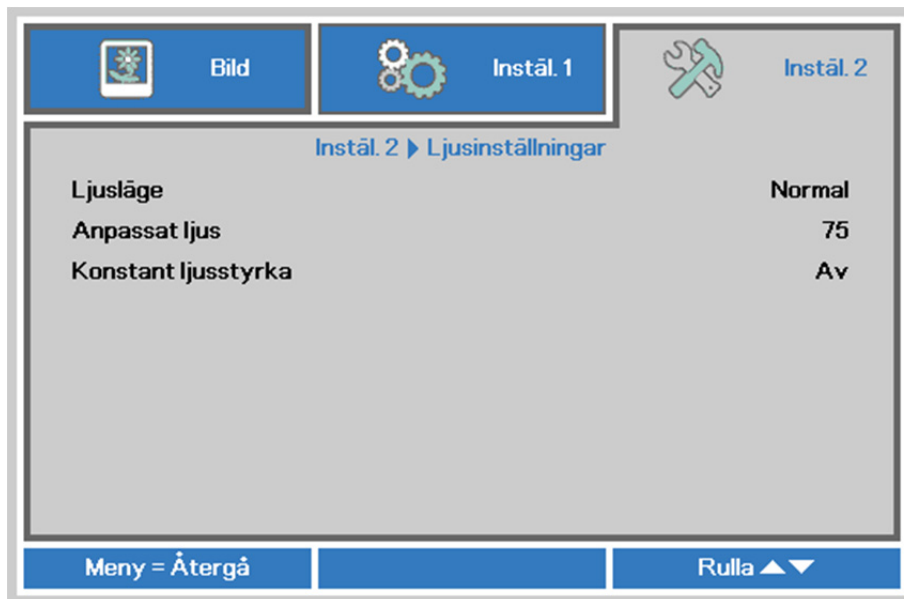 Bild Instäl. 1 Instäl. 2
Instäl. 2 ▶ Ljusinställningar
Ljusläge Normal
Anpassat ljus 75
Konstant ljusstyrka Av
Meny = Återgå Rulla ▲▼